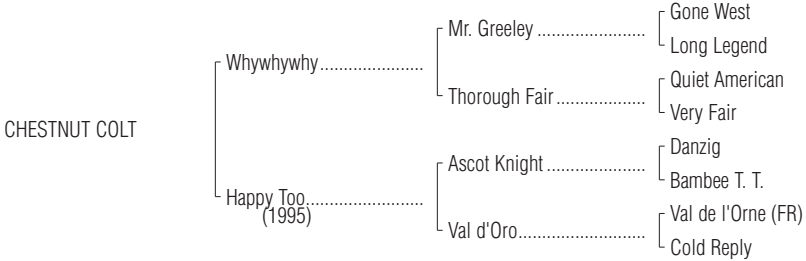 Gone West
Mr. Greeley ......................
Long Legend
Whywhywhy......................
Quiet American
Thorough Fair...................
Very Fair
CHESTNUT COLT
Danzig
Ascot Knight .....................
Bambee T. T.
Happy Too.........................
(1995)
Val de l'Orne (FR)
Val d'Oro...........................
Cold Reply